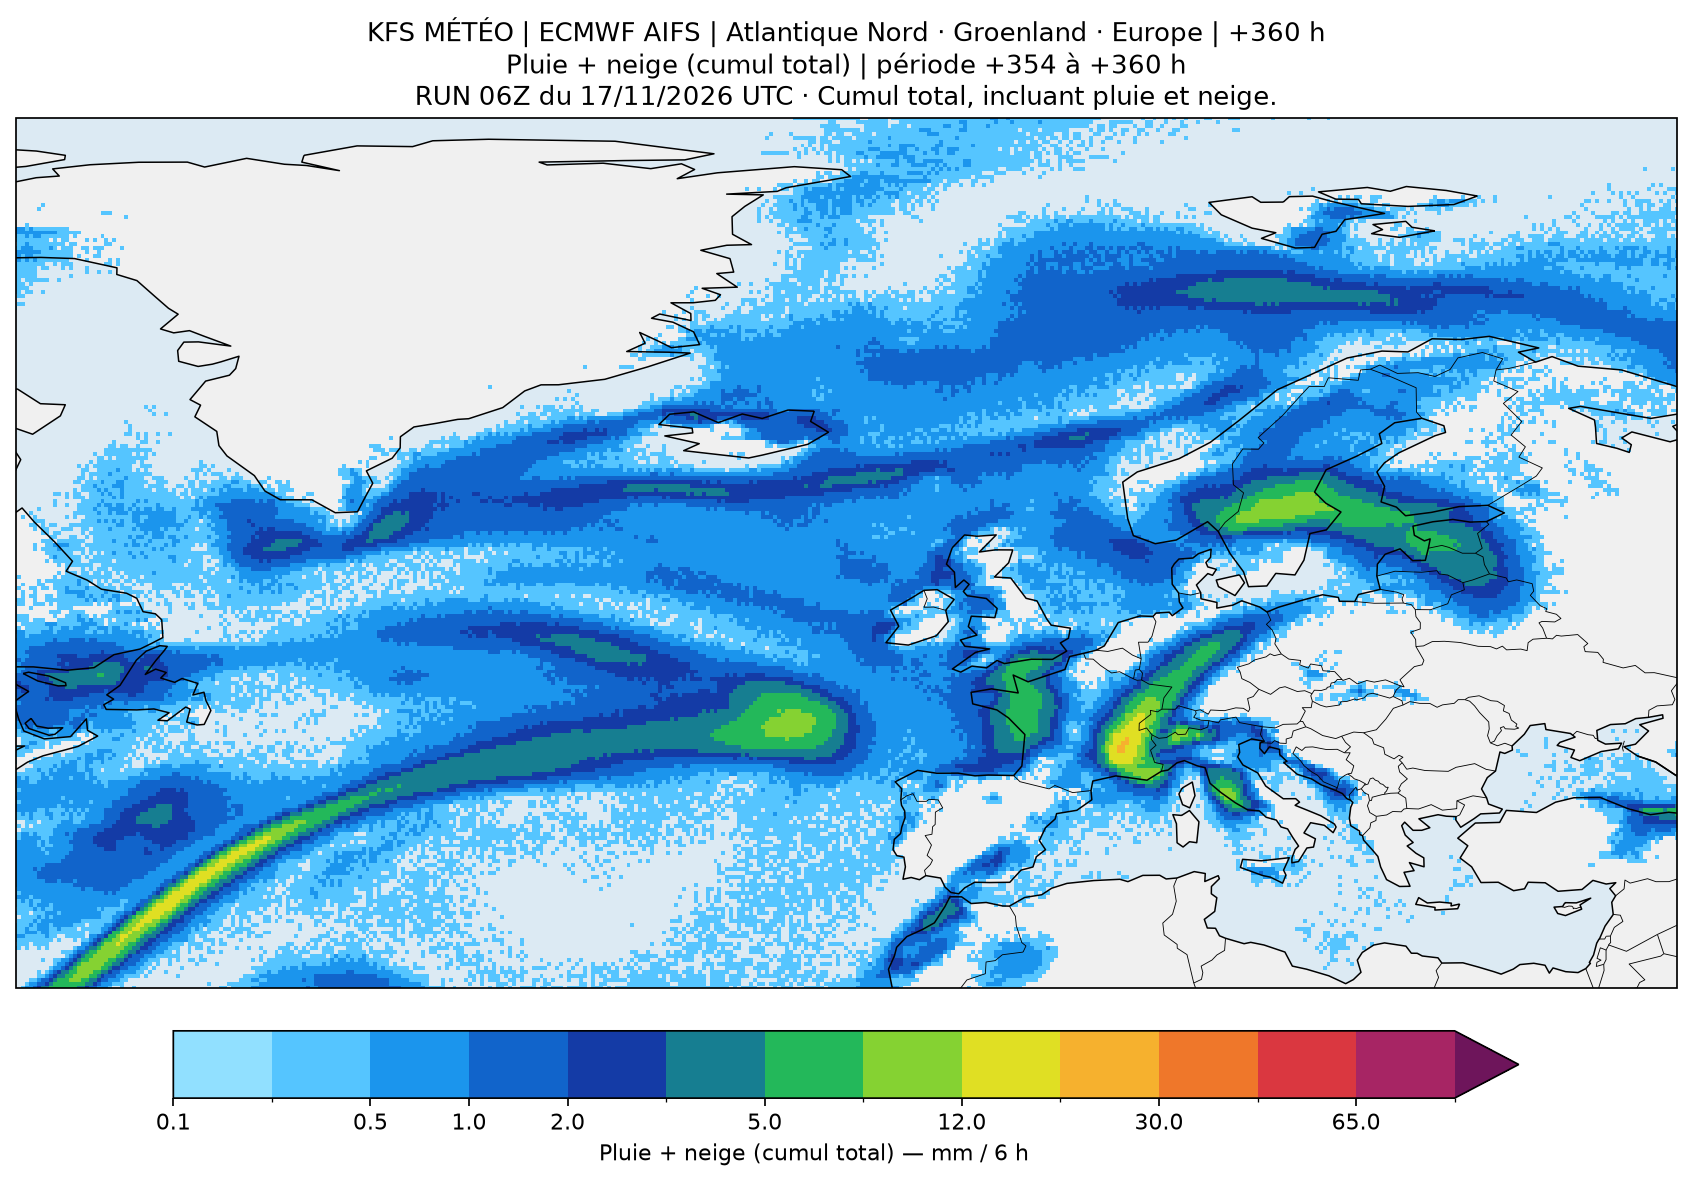 KFS MÉTÉO | ECMWF AIFS | Atlantique Nord · Groenland · Europe | +360 h
Pluie + neige (cumul total) | période +354 à +360 h
RUN 06Z du 17/11/2026 UTC · Cumul total, incluant pluie et neige.
0.1 0.5 1.0 2.0 5.0 12.0 30.0 65.0
Pluie + neige (cumul total) — mm / 6 h